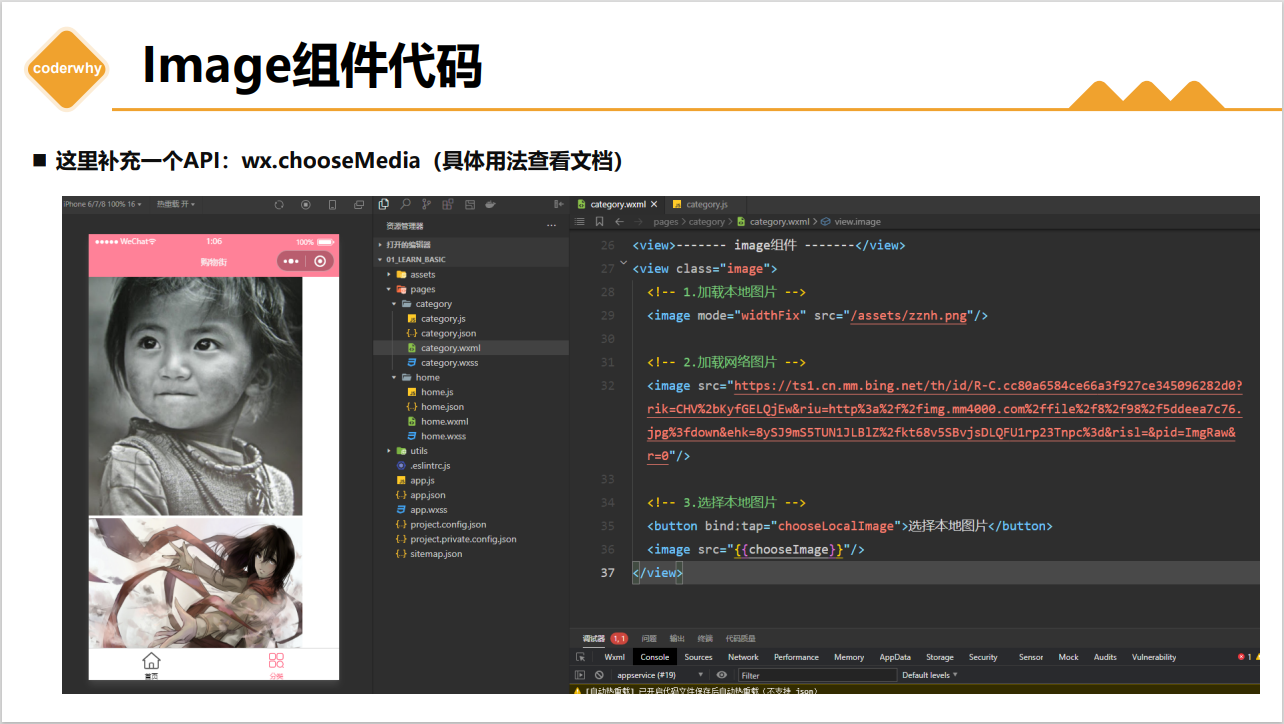 coderwhy
Image组件代码
这里补充一个API：wx.chooseMedia（具体用法查看文档）
iPhone 6/7/8 100% 16
热重载 开
WeChat
1:06
100%
购物街
首页
分类
资源管理器
打开的编辑器
01_LEARN_BASIC
assets
pages
category
category.js
category.json
category.wxml
category.wxss
home
home.js
home.json
home.wxml
home.wxss
utils
.eslintrc.js
app.js
app.json
app.wxss
project.config.json
project.private.config.json
sitemap.json
category.wxml
category.js
pages > category > category.wxml > view.image
26 <view>------- image组件 -------</view>
27 <view class="image">
28 <!-- 1.加载本地图片 -->
29 <image mode="widthFix" src="/assets/zznh.png"/>
30
31 <!-- 2.加载网络图片 -->
32 <image src="https://ts1.cn.mm.bing.net/th/id/R-C.cc80a6584ce66a3f927ce345096282d0?
rik=CHV%2bKyfGELQjEw&riu=http%3a%2f%2fimg.mm4000.com%2ffile%2f8%2f98%2f5ddeea7c76.
jpg%3fdown&ehk=8ySJ9mS5TUN1JLBlZ%2fkt68v5SBvjsDLQFU1rp23Tnpc%3d&risl=&pid=ImgRaw&
r=0"/>
33
34 <!-- 3.选择本地图片 -->
35 <button bind:tap="chooseLocalImage">选择本地图片</button>
36 <image src="{{chooseImage}}"/>
37 </view>
调试器 1, 1 问题 输出 终端 代码质量
Wxml Console Sources Network Performance Memory AppData Storage Security Sensor Mock Audits Vulnerability 1
appservice (#19) Filter Default levels
[自动热重载] 已开启代码文件保存后自动热重载（不支持 json）